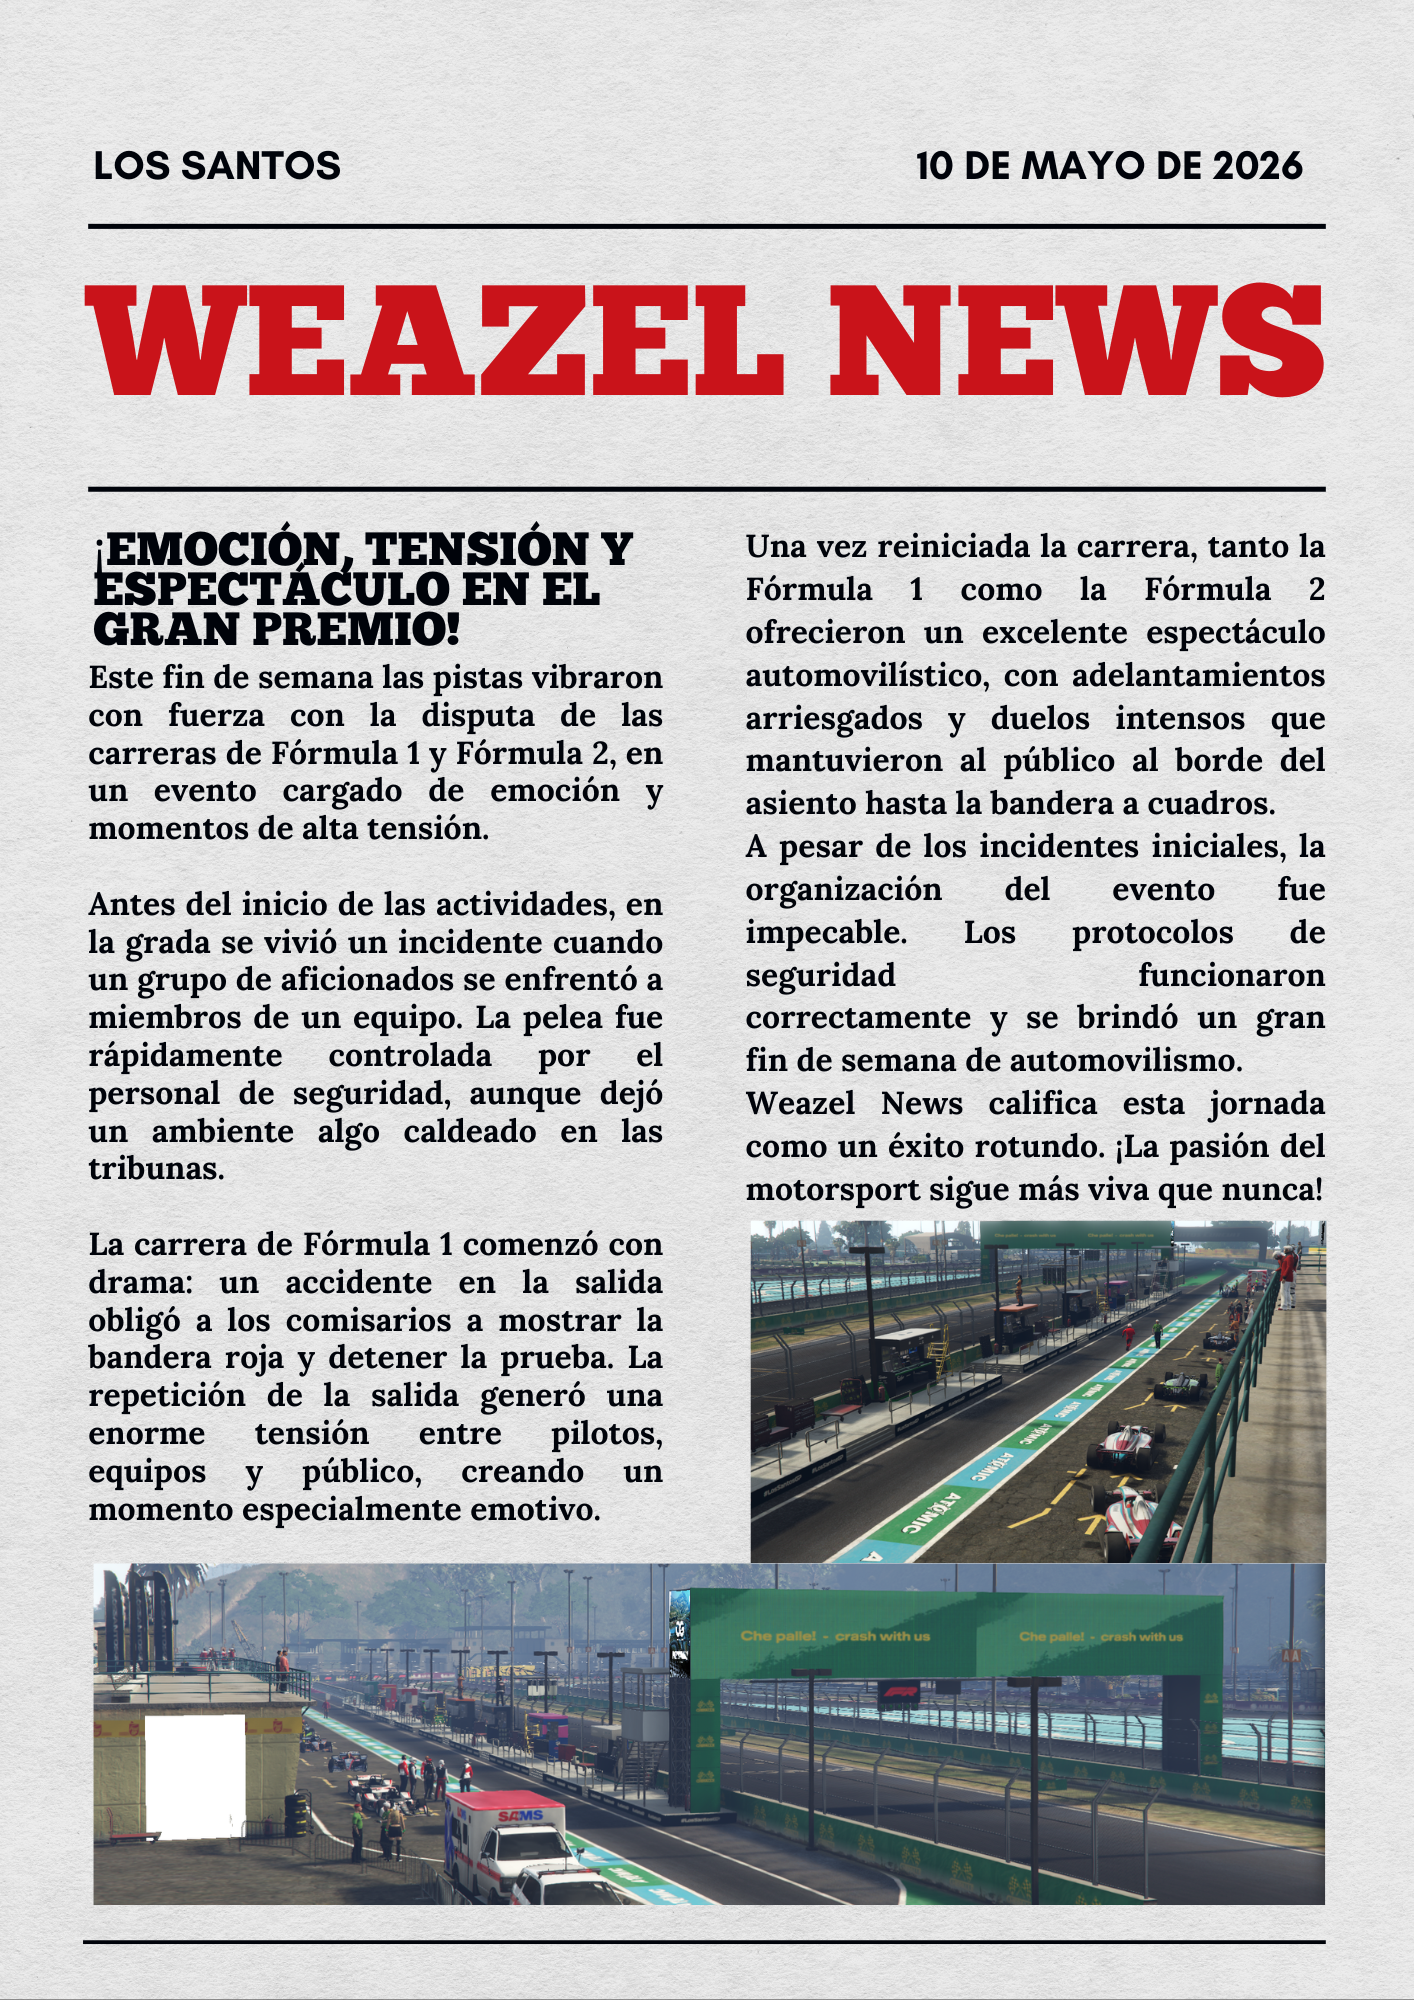 LOS SANTOS
10 DE MAYO DE 2026
WEAZEL NEWS
¡EMOCIÓN, TENSIÓN Y
ESPECTÁCULO EN EL
GRAN PREMIO!
Este fin de semana las pistas vibraron
con fuerza con la disputa de las
carreras de Fórmula 1 y Fórmula 2, en
un evento cargado de emoción y
momentos de alta tensión.
Antes del inicio de las actividades, en
la grada se vivió un incidente cuando
un grupo de aficionados se enfrentó a
miembros de un equipo. La pelea fue
rápidamente controlada por el
personal de seguridad, aunque dejó
un ambiente algo caldeado en las
tribunas.
La carrera de Fórmula 1 comenzó con
drama: un accidente en la salida
obligó a los comisarios a mostrar la
bandera roja y detener la prueba. La
repetición de la salida generó una
enorme tensión entre pilotos,
equipos y público, creando un
momento especialmente emotivo.
Una vez reiniciada la carrera, tanto la
Fórmula 1 como la Fórmula 2
ofrecieron un excelente espectáculo
automovilístico, con adelantamientos
arriesgados y duelos intensos que
mantuvieron al público al borde del
asiento hasta la bandera a cuadros.
A pesar de los incidentes iniciales, la
organización del evento fue
impecable. Los protocolos de
seguridad funcionaron
correctamente y se brindó un gran
fin de semana de automovilismo.
Weazel News califica esta jornada
como un éxito rotundo. ¡La pasión del
motorsport sigue más viva que nunca!
ATOMIC
ATOMIC
ATOMIC
ATOMIC
Che palle! - crash with us
Che palle! - crash with us
SAMS